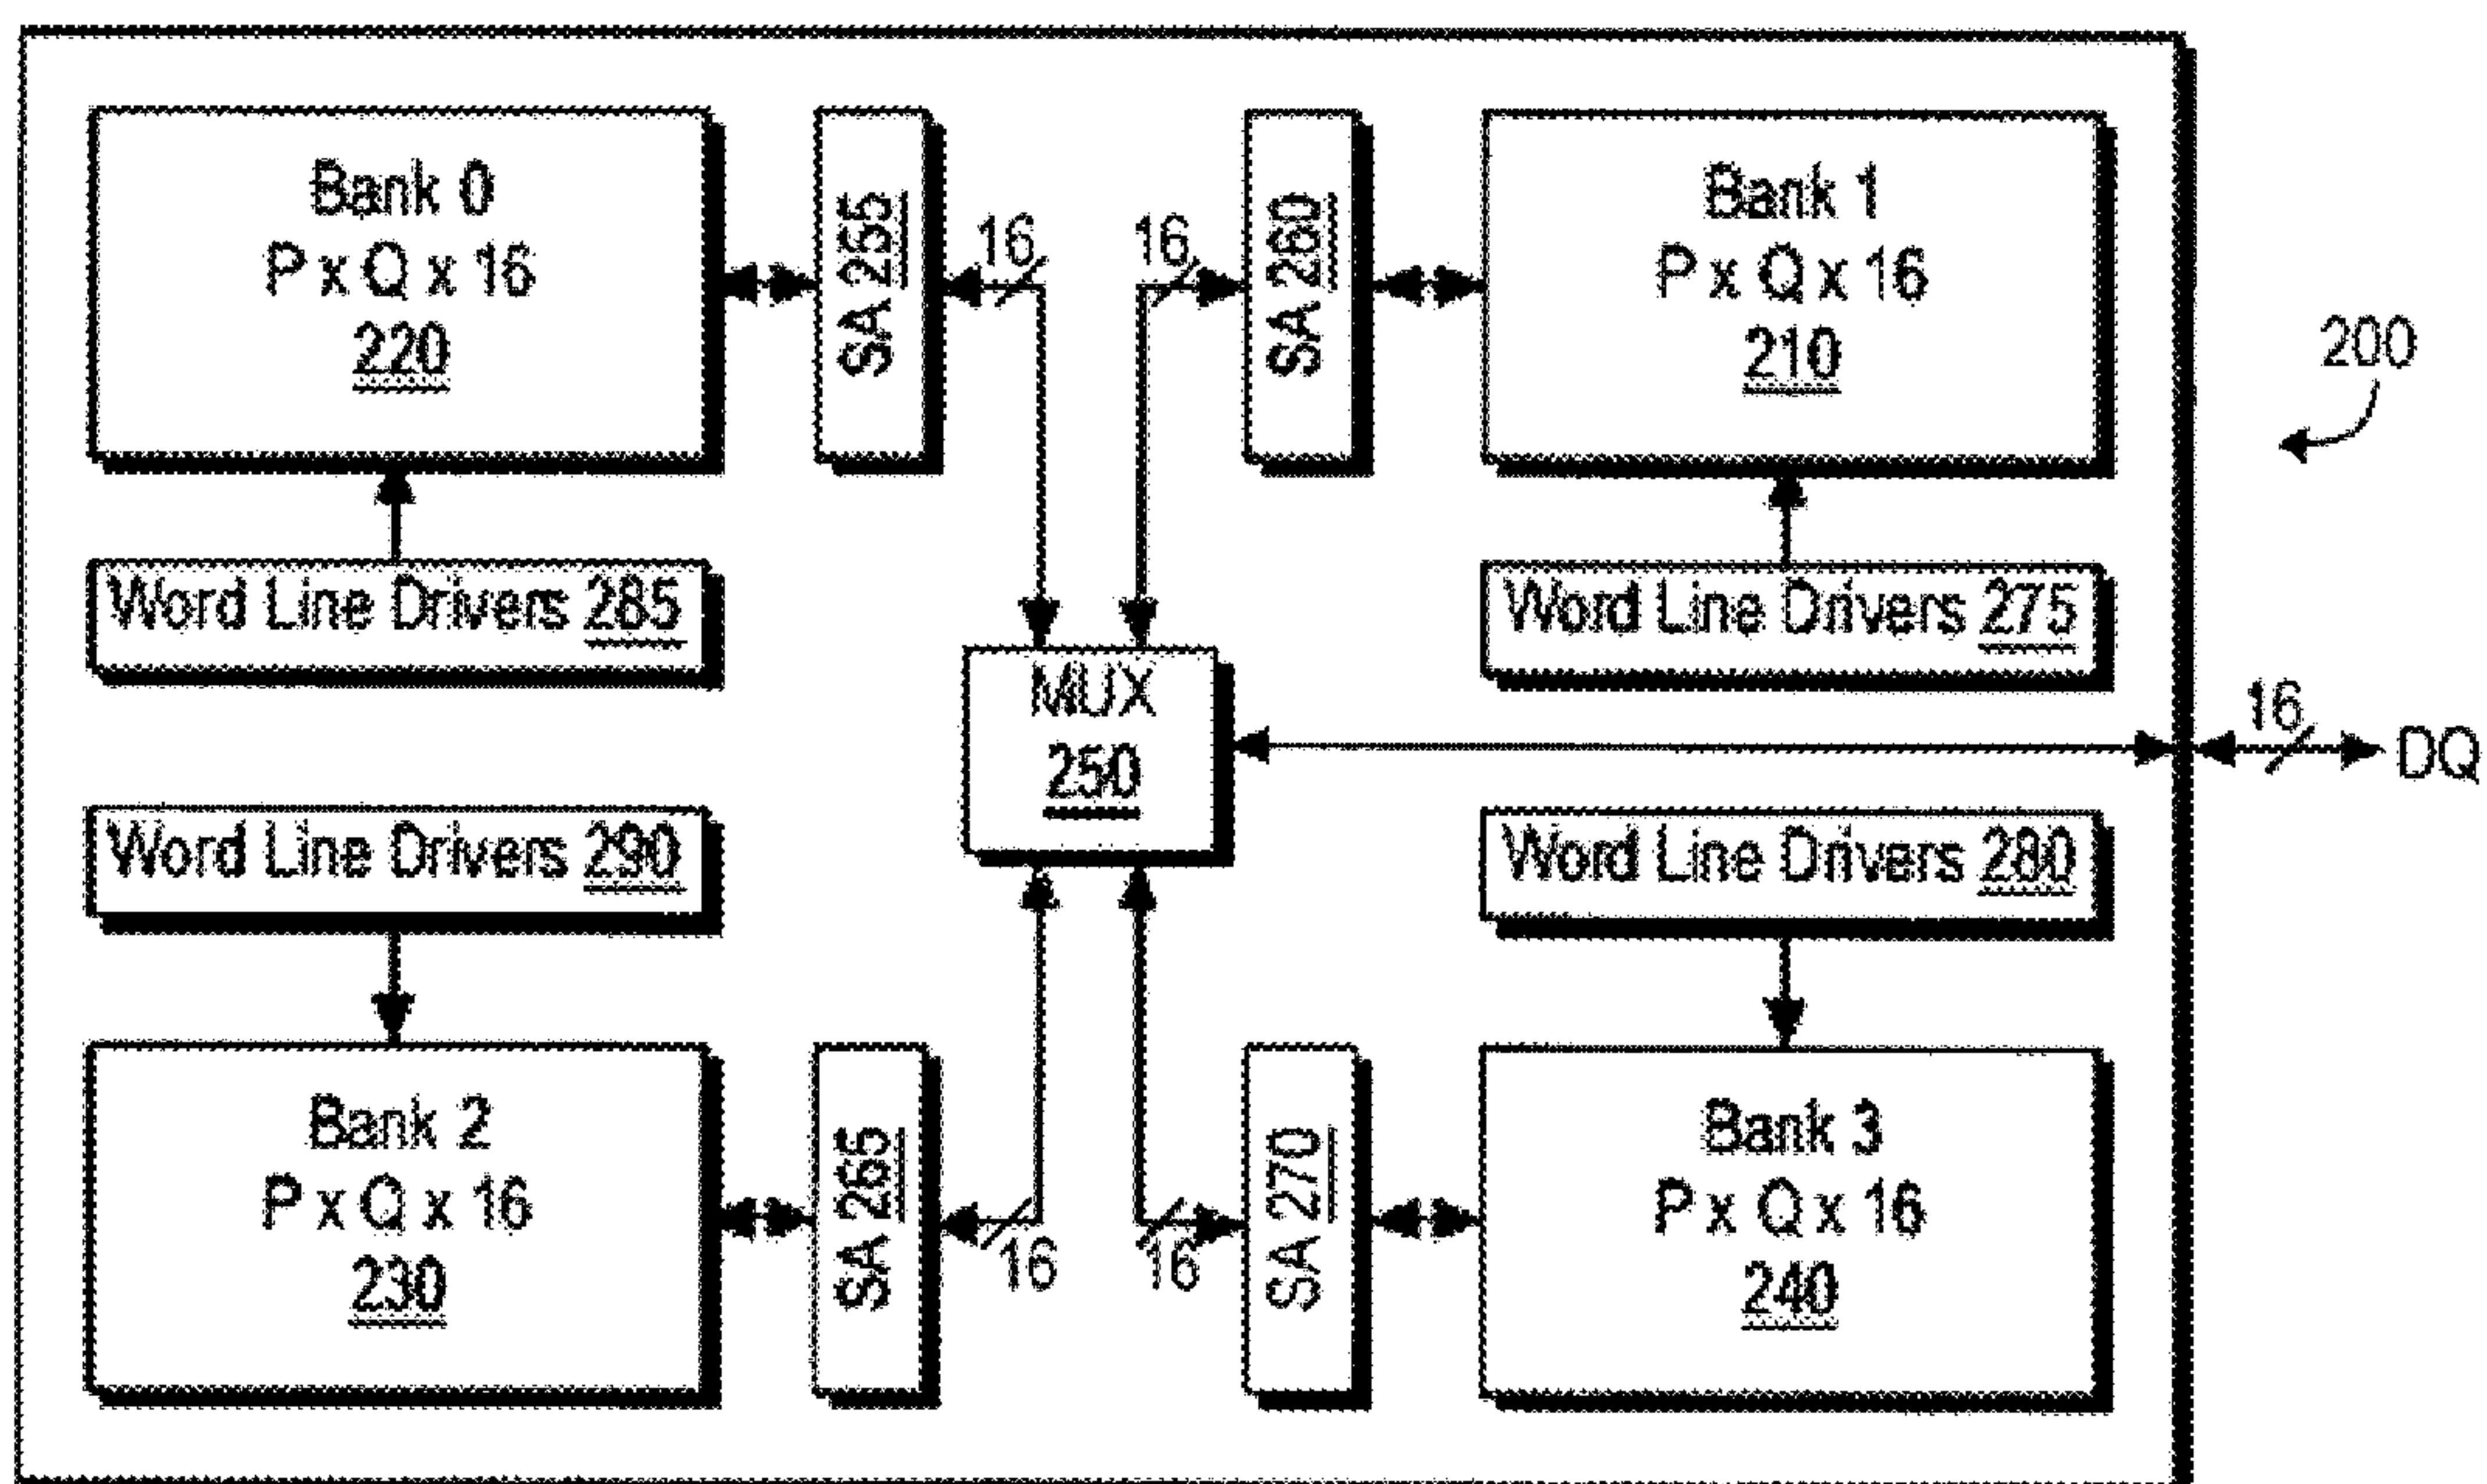 Bank 0
P x Q x 16
220
SA 255
16
16
SA 260
Bank 1
P x Q x 16
210
200
Word Line Drivers 285
Word Line Drivers 275
MUX
250
16
DQ
Word Line Drivers 290
Word Line Drivers 280
Bank 2
P x Q x 16
230
SA 265
16
16
SA 270
Bank 3
P x Q x 16
240